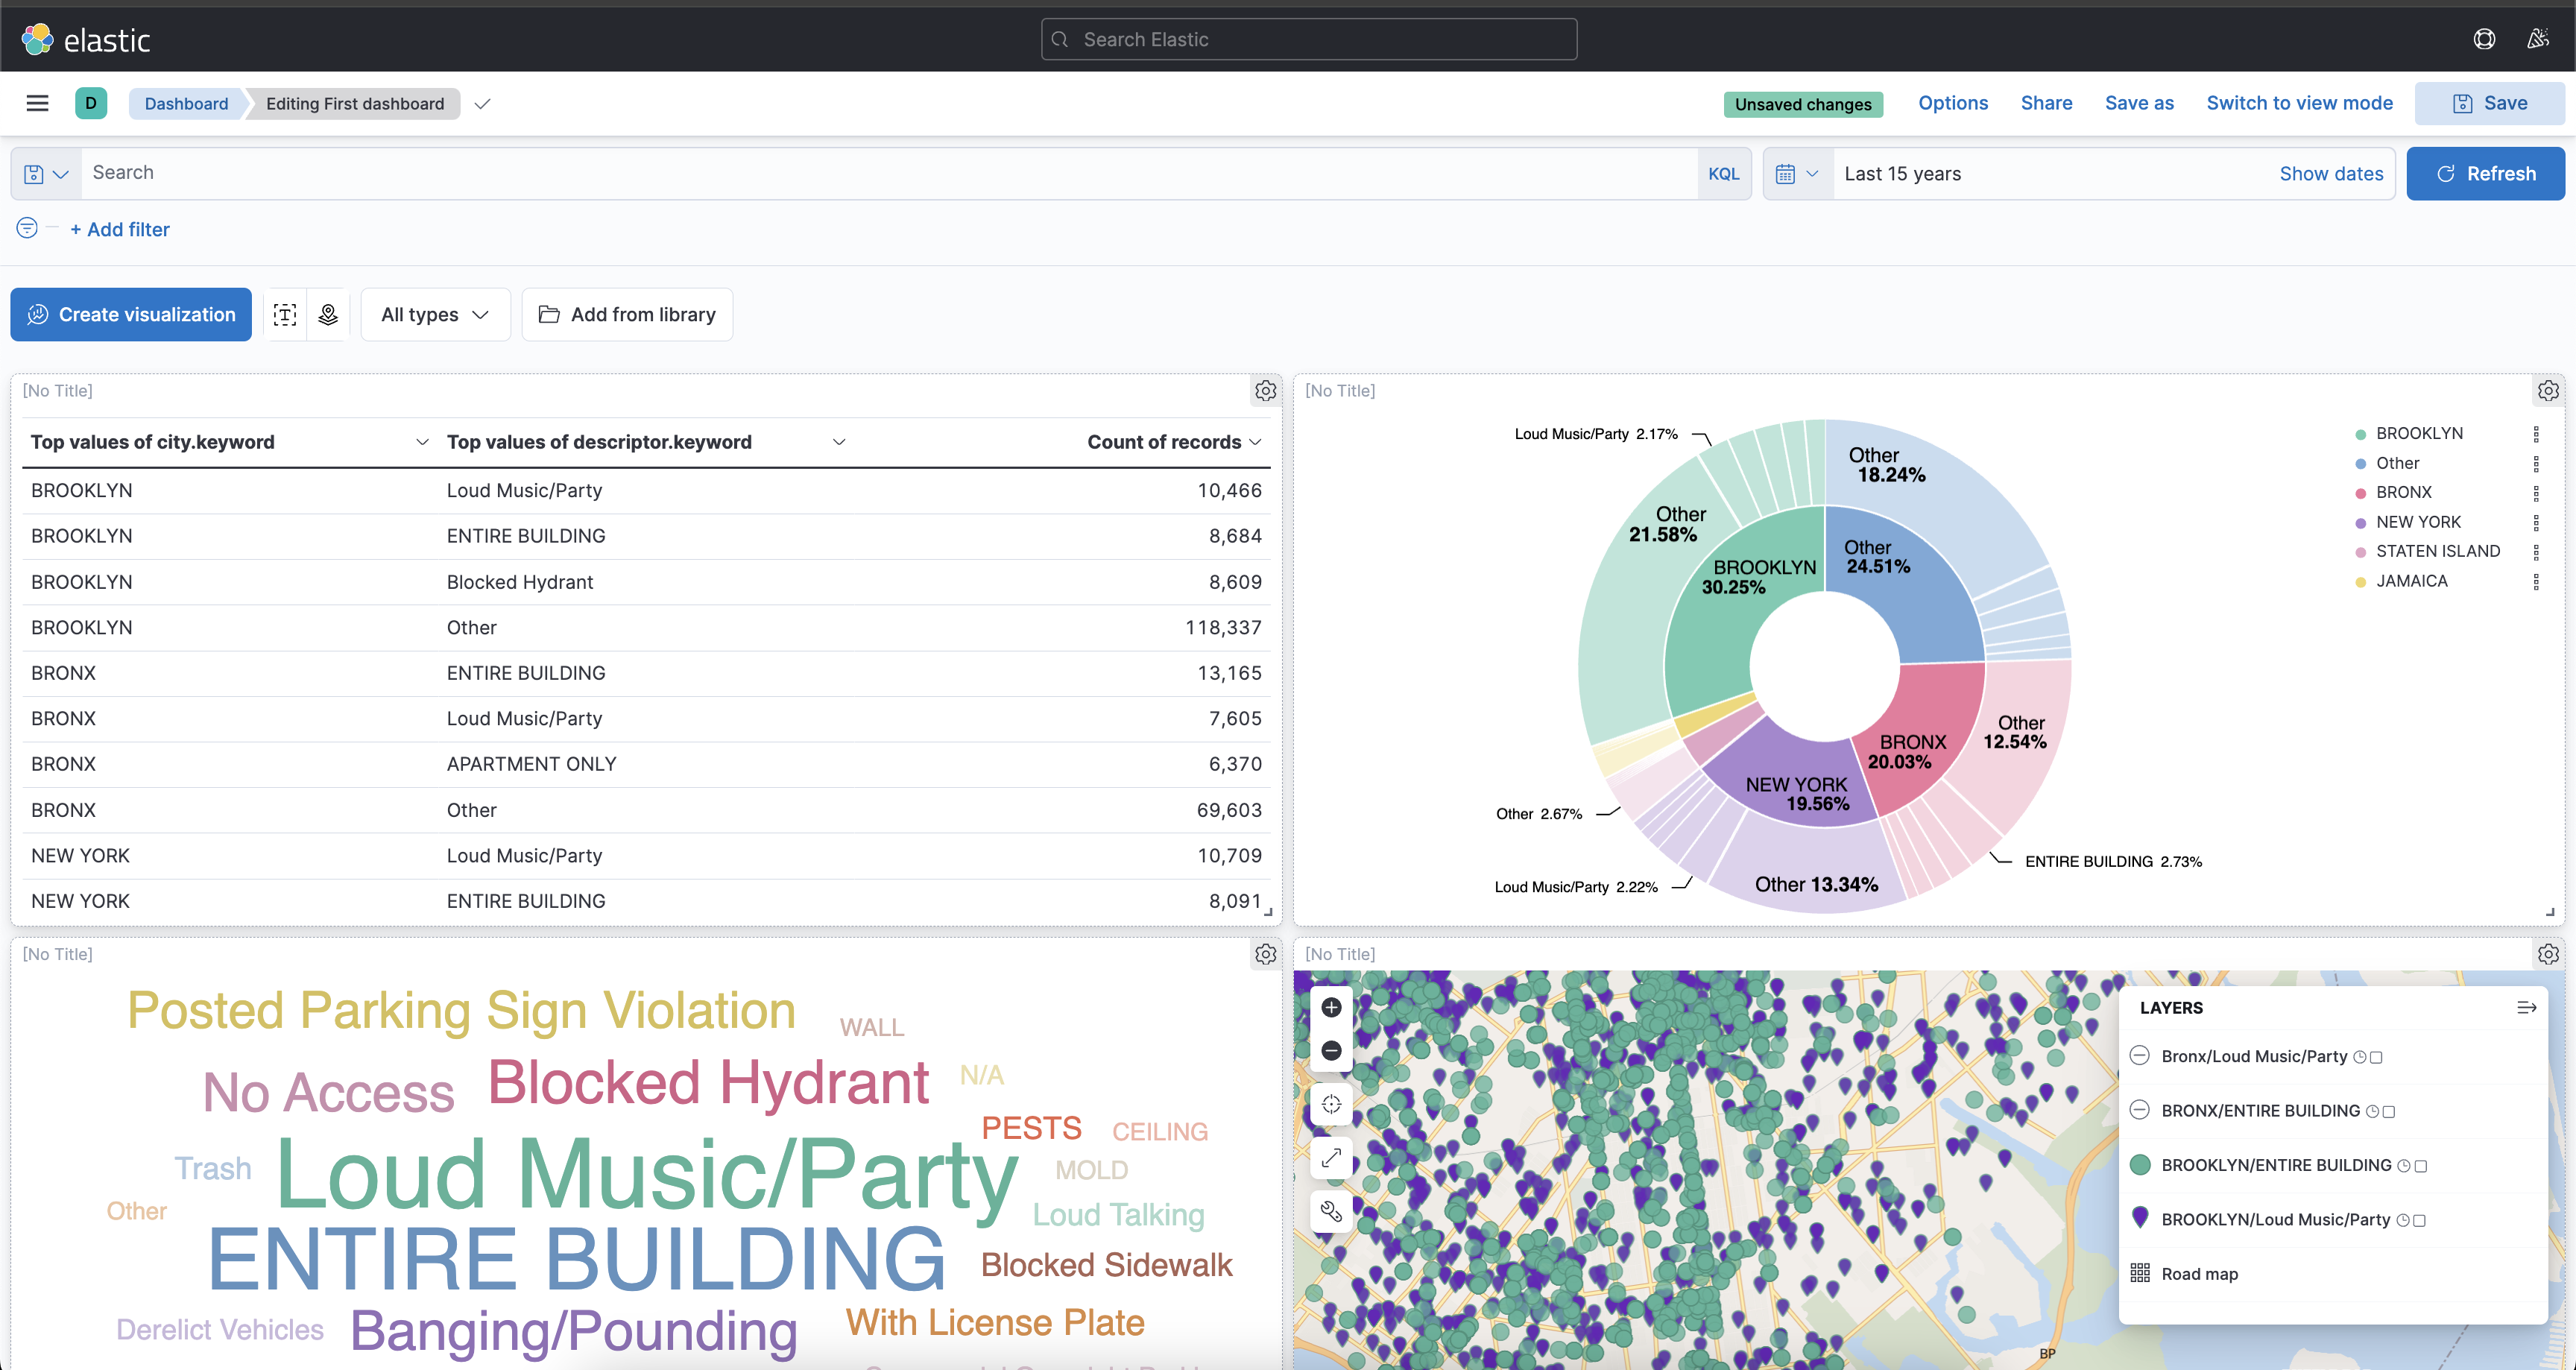 elastic
Search Elastic
D
Dashboard
Editing First dashboard
Unsaved changes
Options
Share
Save as
Switch to view mode
Save
Search
KQL
Last 15 years
Show dates
Refresh
+ Add filter
Create visualization
All types
Add from library
[No Title]
Top values of city.keyword Top values of descriptor.keyword Count of records
BROOKLYN Loud Music/Party 10,466
BROOKLYN ENTIRE BUILDING 8,684
BROOKLYN Blocked Hydrant 8,609
BROOKLYN Other 118,337
BRONX ENTIRE BUILDING 13,165
BRONX Loud Music/Party 7,605
BRONX APARTMENT ONLY 6,370
BRONX Other 69,603
NEW YORK Loud Music/Party 10,709
NEW YORK ENTIRE BUILDING 8,091
[No Title]
Loud Music/Party 2.17%
Other
18.24%
Other
21.58%
Other
24.51%
BROOKLYN
30.25%
Other
12.54%
BRONX
20.03%
NEW YORK
19.56%
Other 2.67%
ENTIRE BUILDING 2.73%
Loud Music/Party 2.22%
Other 13.34%
BROOKLYN
Other
BRONX
NEW YORK
STATEN ISLAND
JAMAICA
[No Title]
Posted Parking Sign Violation
WALL
No Access
Blocked Hydrant
N/A
PESTS
CEILING
Trash
Loud Music/Party
MOLD
Other
Loud Talking
ENTIRE BUILDING
Blocked Sidewalk
Derelict Vehicles
Banging/Pounding
With License Plate
[No Title]
LAYERS
Bronx/Loud Music/Party
BRONX/ENTIRE BUILDING
BROOKLYN/ENTIRE BUILDING
BROOKLYN/Loud Music/Party
Road map
BP